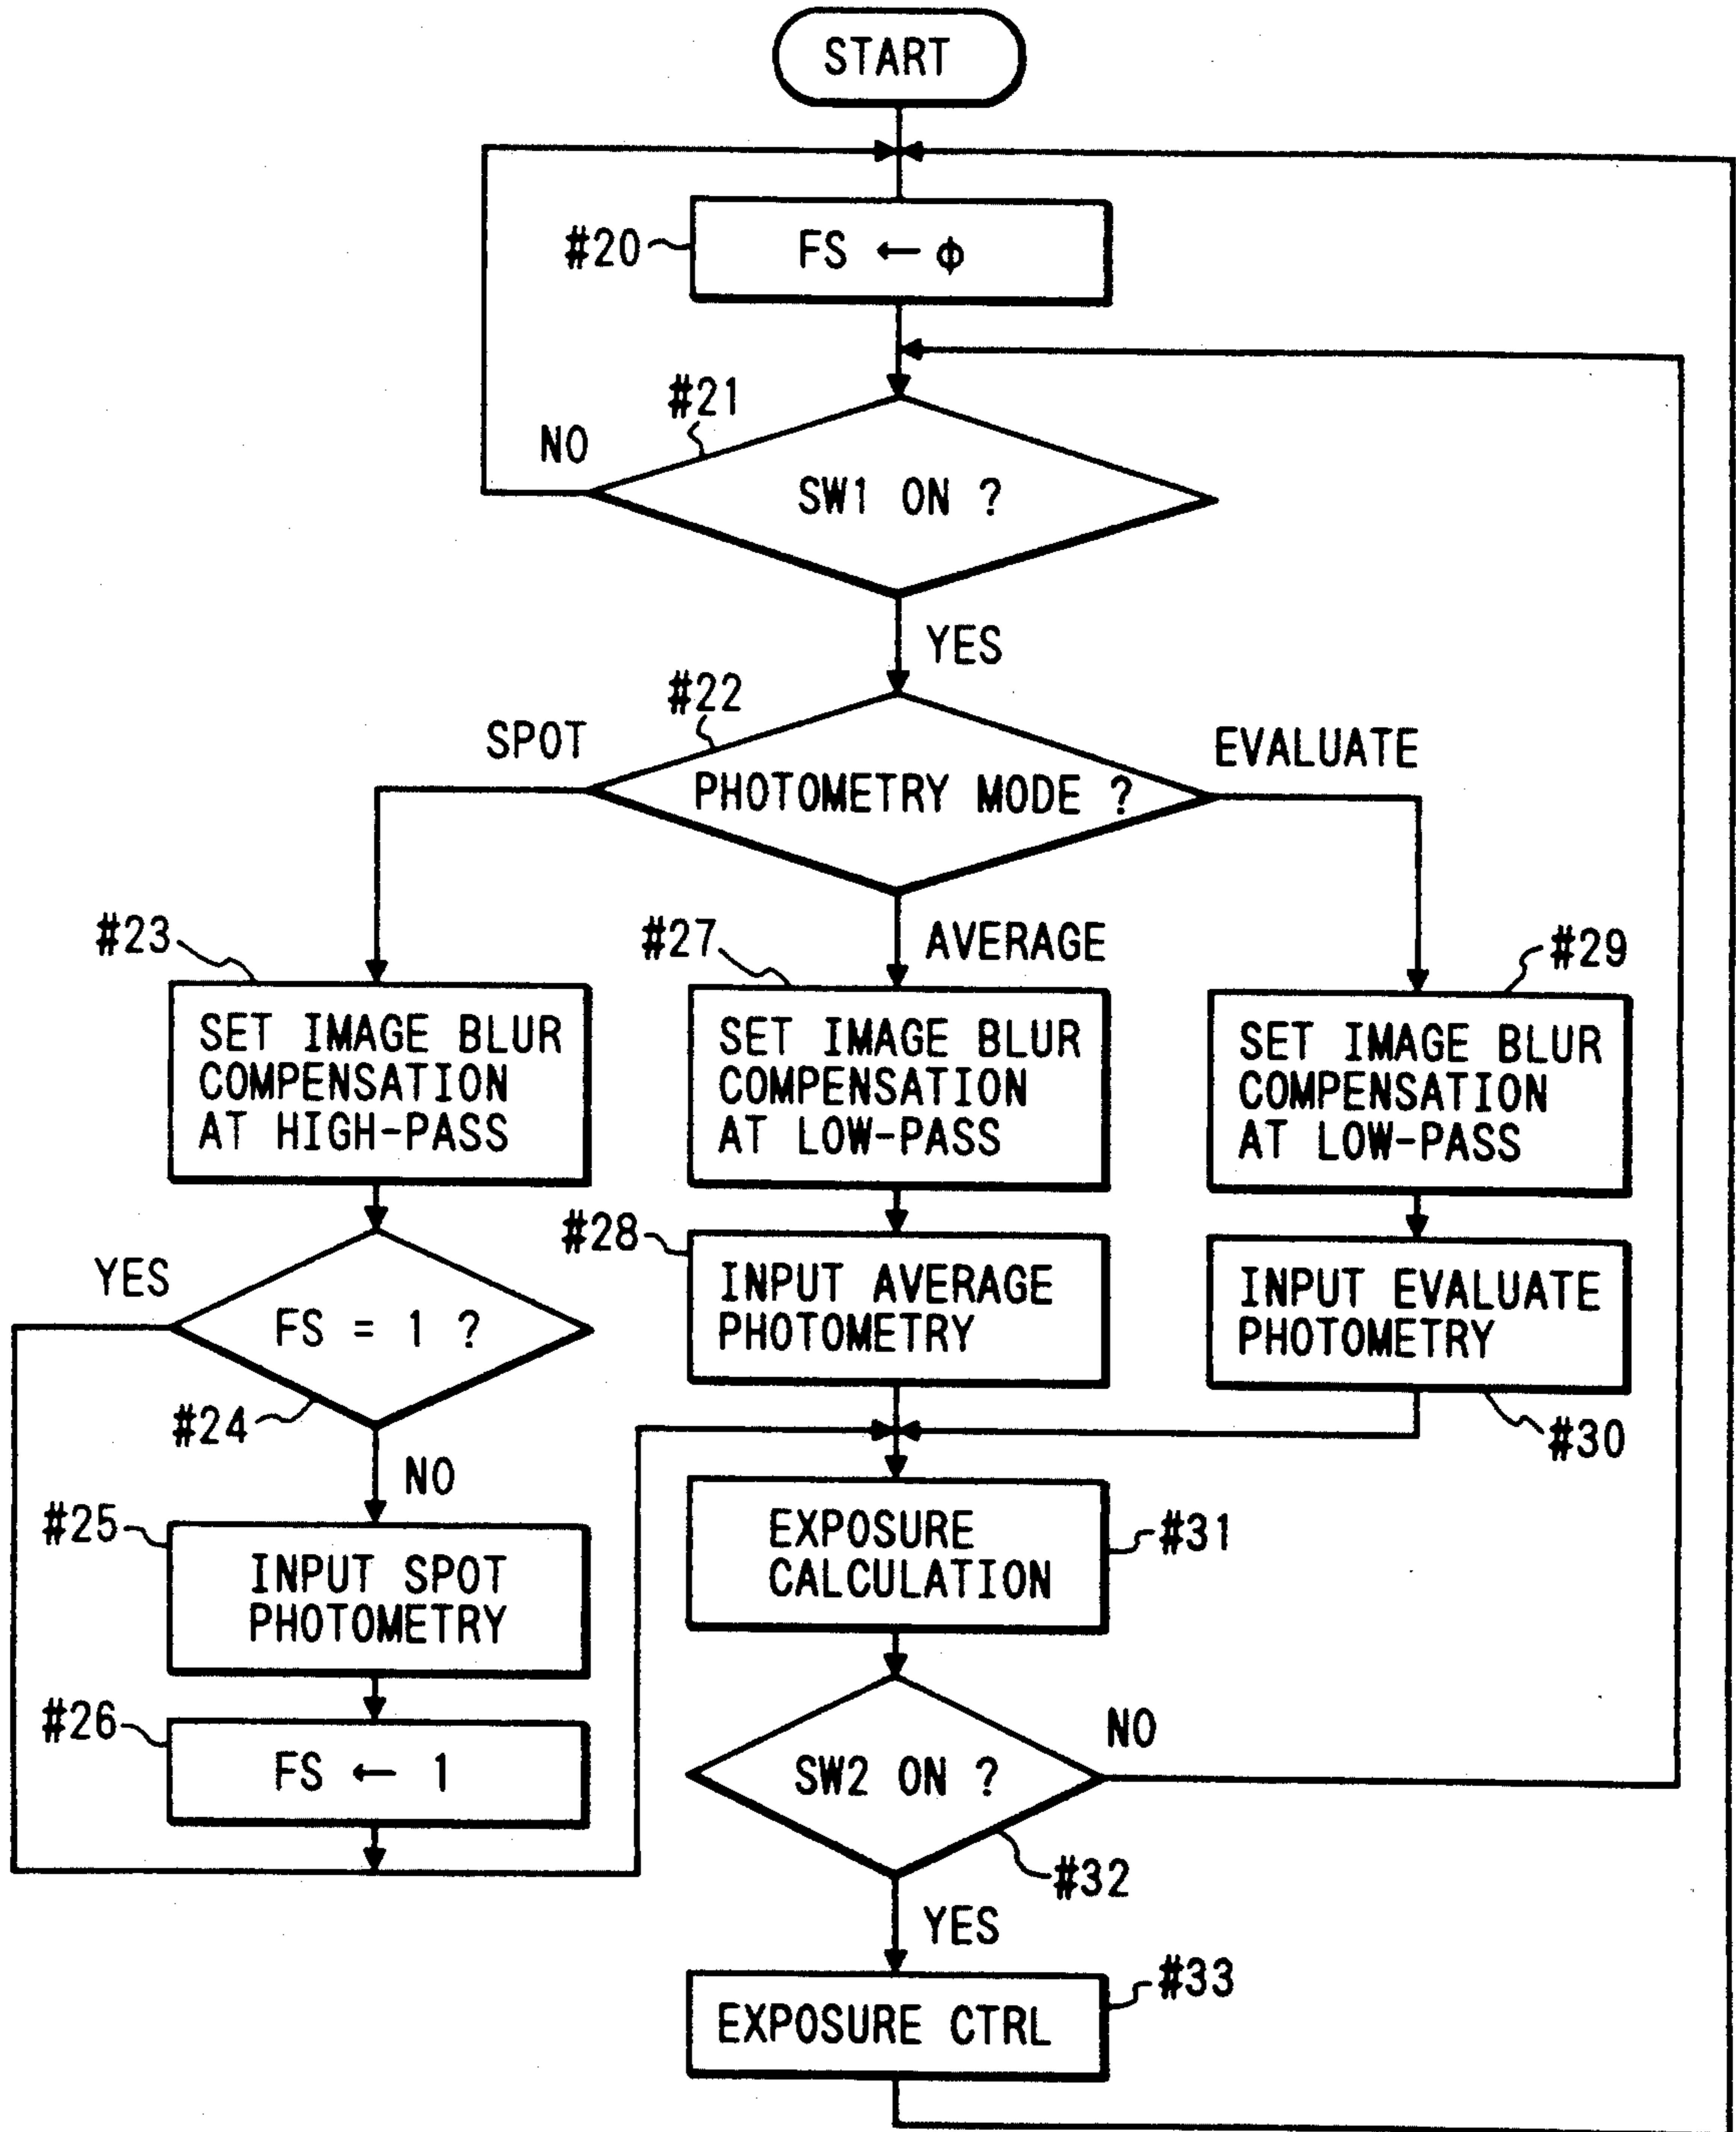 START
#20
FS ← φ
#21
NO
SW1 ON ?
YES
#22
SPOT
EVALUATE
PHOTOMETRY MODE ?
#23
#27
AVERAGE
#29
SET IMAGE BLUR
COMPENSATION
AT HIGH-PASS
SET IMAGE BLUR
COMPENSATION
AT LOW-PASS
SET IMAGE BLUR
COMPENSATION
AT LOW-PASS
YES
FS = 1 ?
#24
NO
#28
INPUT AVERAGE
PHOTOMETRY
INPUT EVALUATE
PHOTOMETRY
#30
#25
INPUT SPOT
PHOTOMETRY
#26
FS ← 1
EXPOSURE
CALCULATION
#31
SW2 ON ?
NO
#32
YES
#33
EXPOSURE CTRL